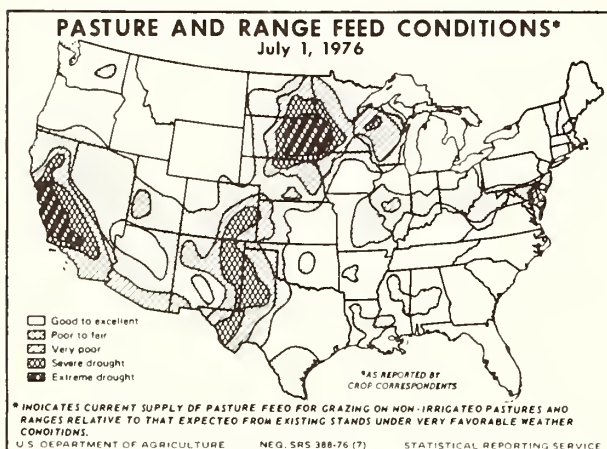 PASTURE AND RANGE FEED CONDITIONS*
July 1, 1976
Good to excellent
Poor to fair
Very poor
Severe drought
Extreme drought
*AS REPORTED BY
CROP CORRESPONDENTS
* INDICATES CURRENT SUPPLY OF PASTURE FEED FOR GRAZING ON NON-IRRIGATED PASTURES AND
RANGES RELATIVE TO THAT EXPECTED FROM EXISTING STANDS UNDER VERY FAVORABLE WEATHER
CONDITIONS.
U S DEPARTMENT OF AGRICULTURE NEG. SRS 388-76 (7) STATISTICAL REPORTING SERVICE